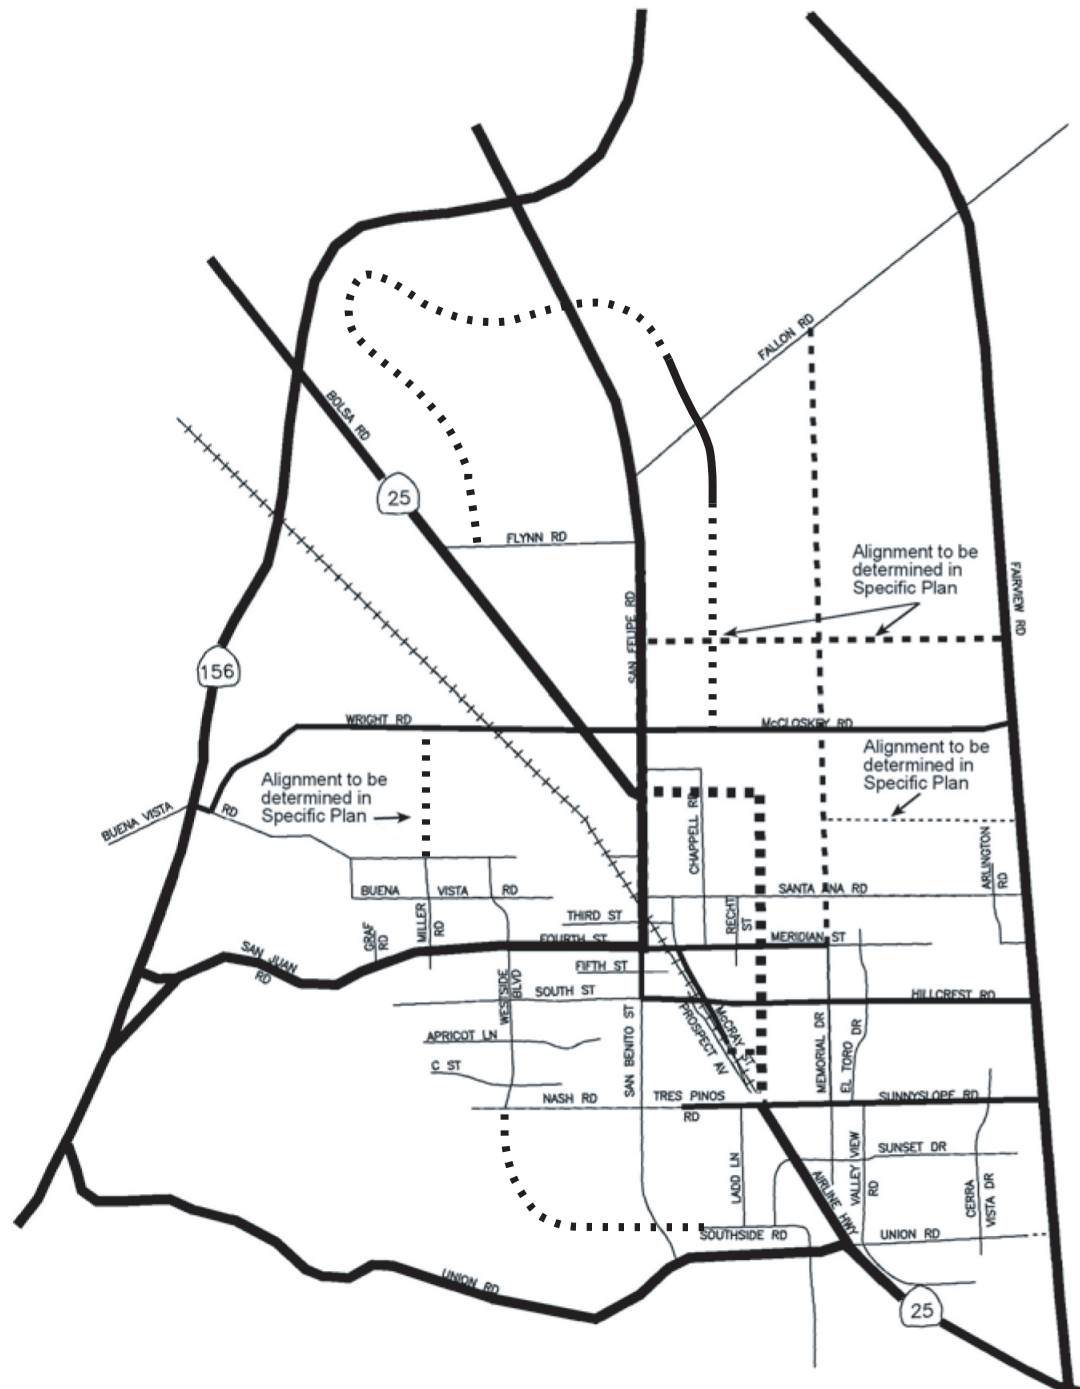 FALLON RD
BOLSA RD
25
FLYNN RD
Alignment to be
determined in
Specific Plan
FAIRVIEW RD
SAN FELIPE RD
156
WRIGHT RD
McCLOSKEY RD
Alignment to be
determined in
Specific Plan
Alignment to be
determined in
Specific Plan
BUENA VISTA
RD
CHAPPELL RD
ARLINGTON
RD
BUENA VISTA RD
SANTA ANA RD
GRAF
RD
MILLER
RD
THIRD ST
RECHT
ST
FOURTH ST
MERIDIAN ST
SAN JUAN
RD
FIFTH ST
WESTSIDE
BLVD
SOUTH ST
HILLCREST RD
SAN BENITO ST
McCRAY ST
PROSPECT AV
MEMORIAL DR
EL TORO DR
APRICOT LN
C ST
NASH RD
TRES PINOS
RD
SUNNYSLOPE RD
LADD LN
AIRLINE HWY
VALLEY VIEW
RD
SUNSET DR
CERRA
VISTA DR
SOUTHSIDE RD
UNION RD
UNION RD
25